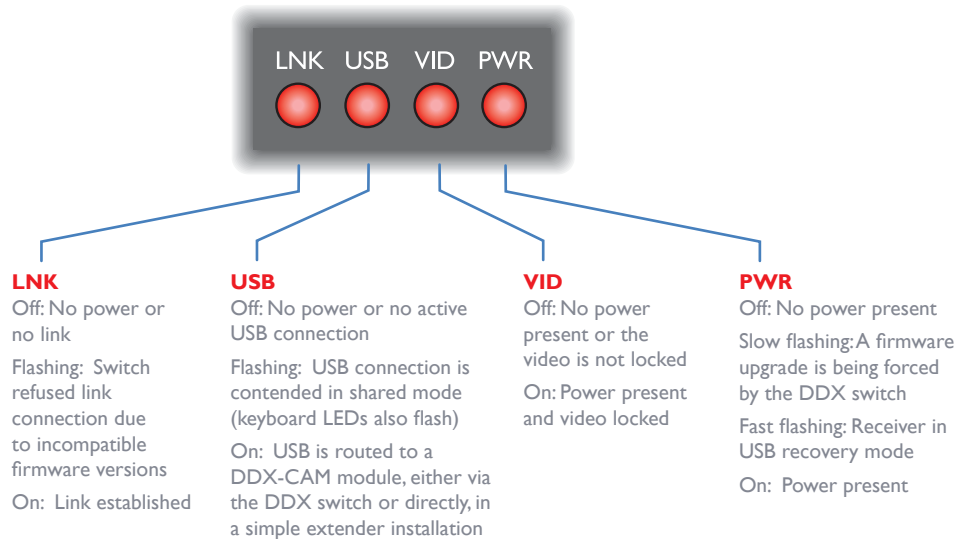 LNK USB VID PWR
LNK
Off: No power or
no link
Flashing: Switch
refused link
connection due
to incompatible
firmware versions
On: Link established
USB
Off: No power or no active
USB connection
Flashing: USB connection is
contended in shared mode
(keyboard LEDs also flash)
On: USB is routed to a
DDX-CAM module, either via
the DDX switch or directly, in
a simple extender installation
VID
Off: No power
present or the
video is not locked
On: Power present
and video locked
PWR
Off: No power present
Slow flashing: A firmware
upgrade is being forced
by the DDX switch
Fast flashing: Receiver in
USB recovery mode
On: Power present